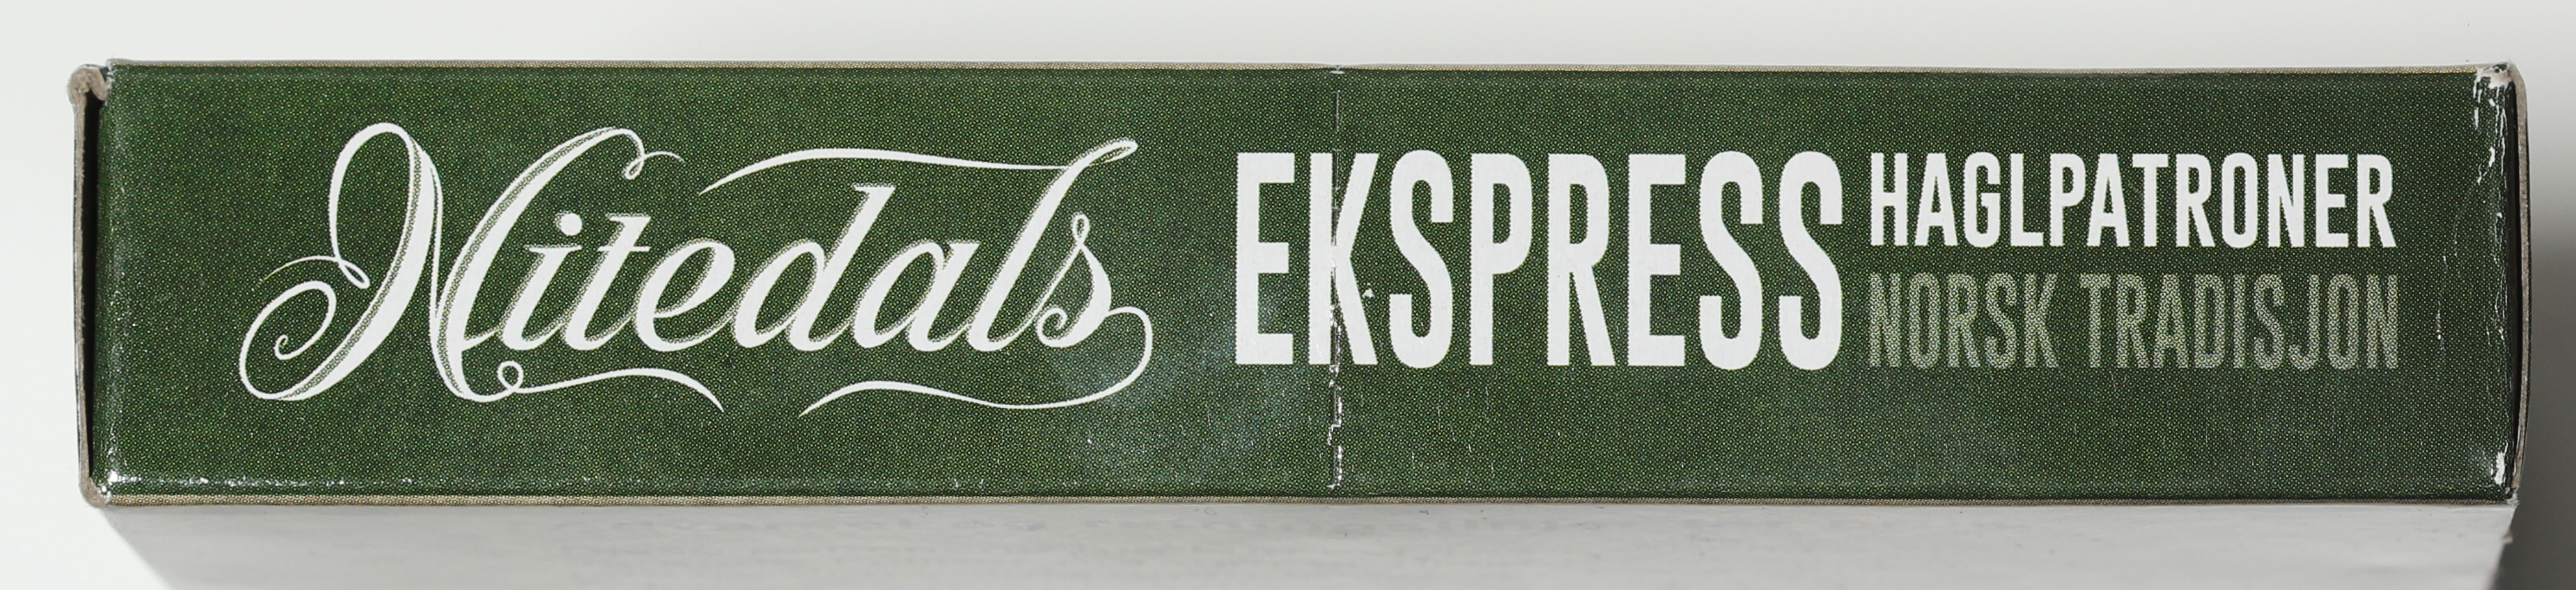 Nitedals EKSPRESS HAGLPATRONER
NORSK TRADISJON